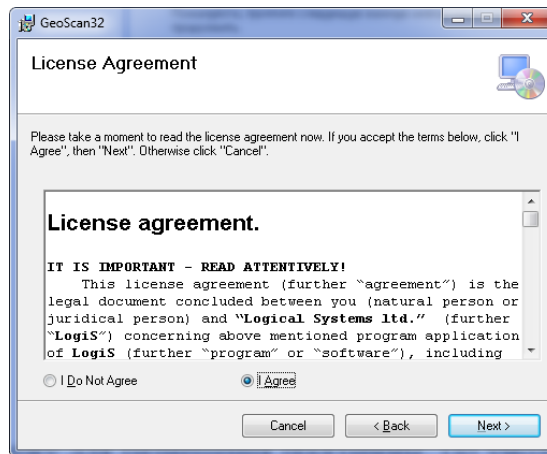 GeoScan32
License Agreement
Please take a moment to read the license agreement now. If you accept the terms below, click "I
Agree", then "Next". Otherwise click "Cancel".
License agreement.
IT IS IMPORTANT - READ ATTENTIVELY!
This license agreement (further "agreement") is the
legal document concluded between you (natural person or
juridical person) and "Logical Systems ltd." (further
"LogiS") concerning above mentioned program application
of LogiS (further "program" or "software"), including
I Do Not Agree
I Agree
Cancel
< Back
Next >